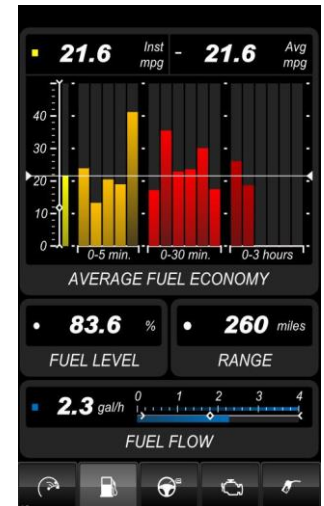 21.6 Inst mpg - 21.6 Avg mpg
40
30
20
10
0
0-5 min. 0-30 min. 0-3 hours
AVERAGE FUEL ECONOMY
83.6 %
FUEL LEVEL
260 miles
RANGE
0 1 2 3 4
2.3 gal/h
FUEL FLOW